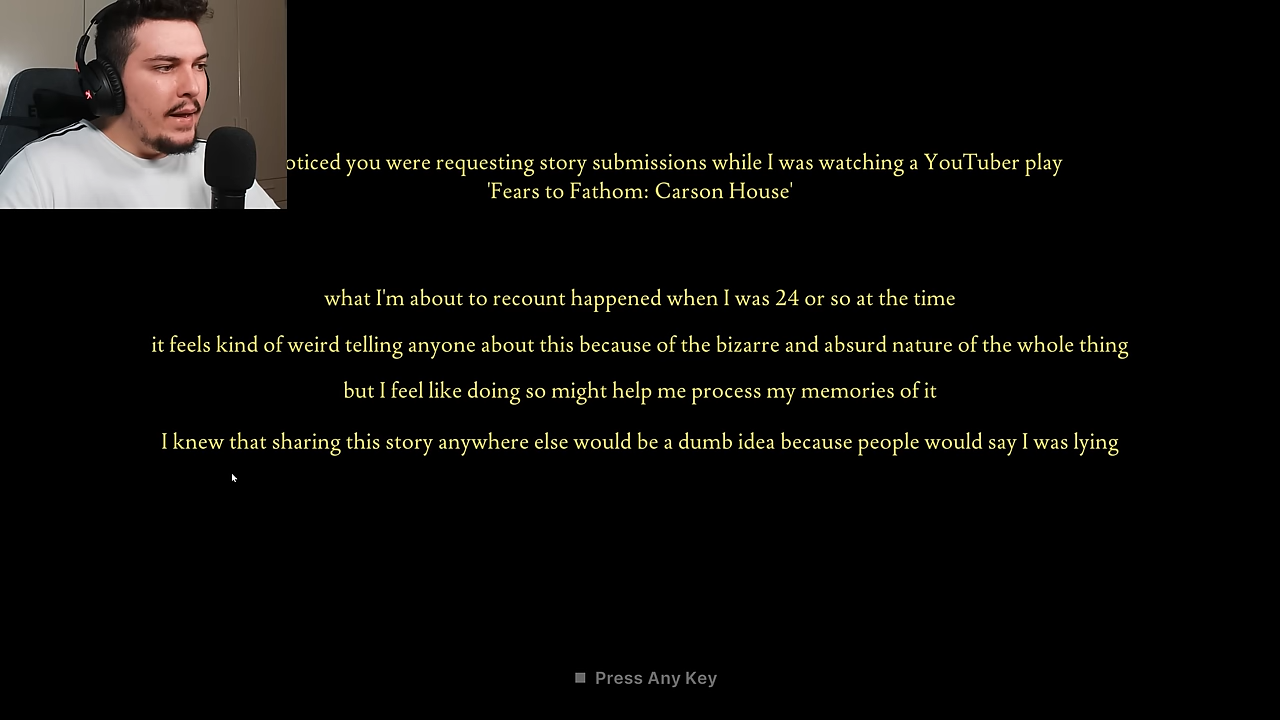 you were requesting story submissions while I was watching a YouTuber play
'Fears to Fathom: Carson House'
what I'm about to recount happened when I was 24 or so at the time
it feels kind of weird telling anyone about this because of the bizarre and absurd nature of the whole thing
but I feel like doing so might help me process my memories of it
I knew that sharing this story anywhere else would be a dumb idea because people would say I was lying
Press Any Key